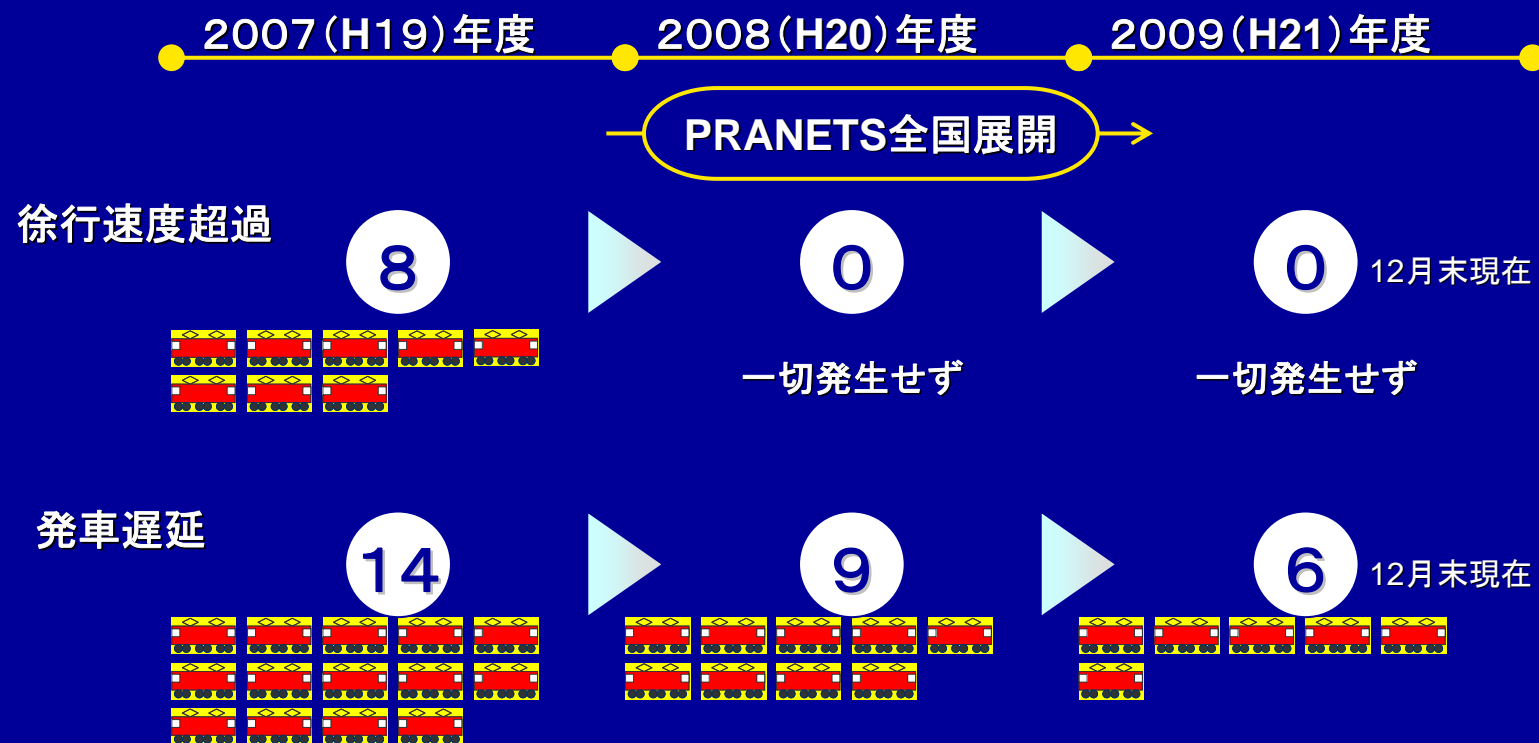 ２００７（H１９）年度
２００８（H20）年度
２００９（H21）年度
PRANETS全国展開
徐行速度超過
８
０
０
12月末現在
一切発生せず
一切発生せず
発車遅延
１４
９
６
12月末現在